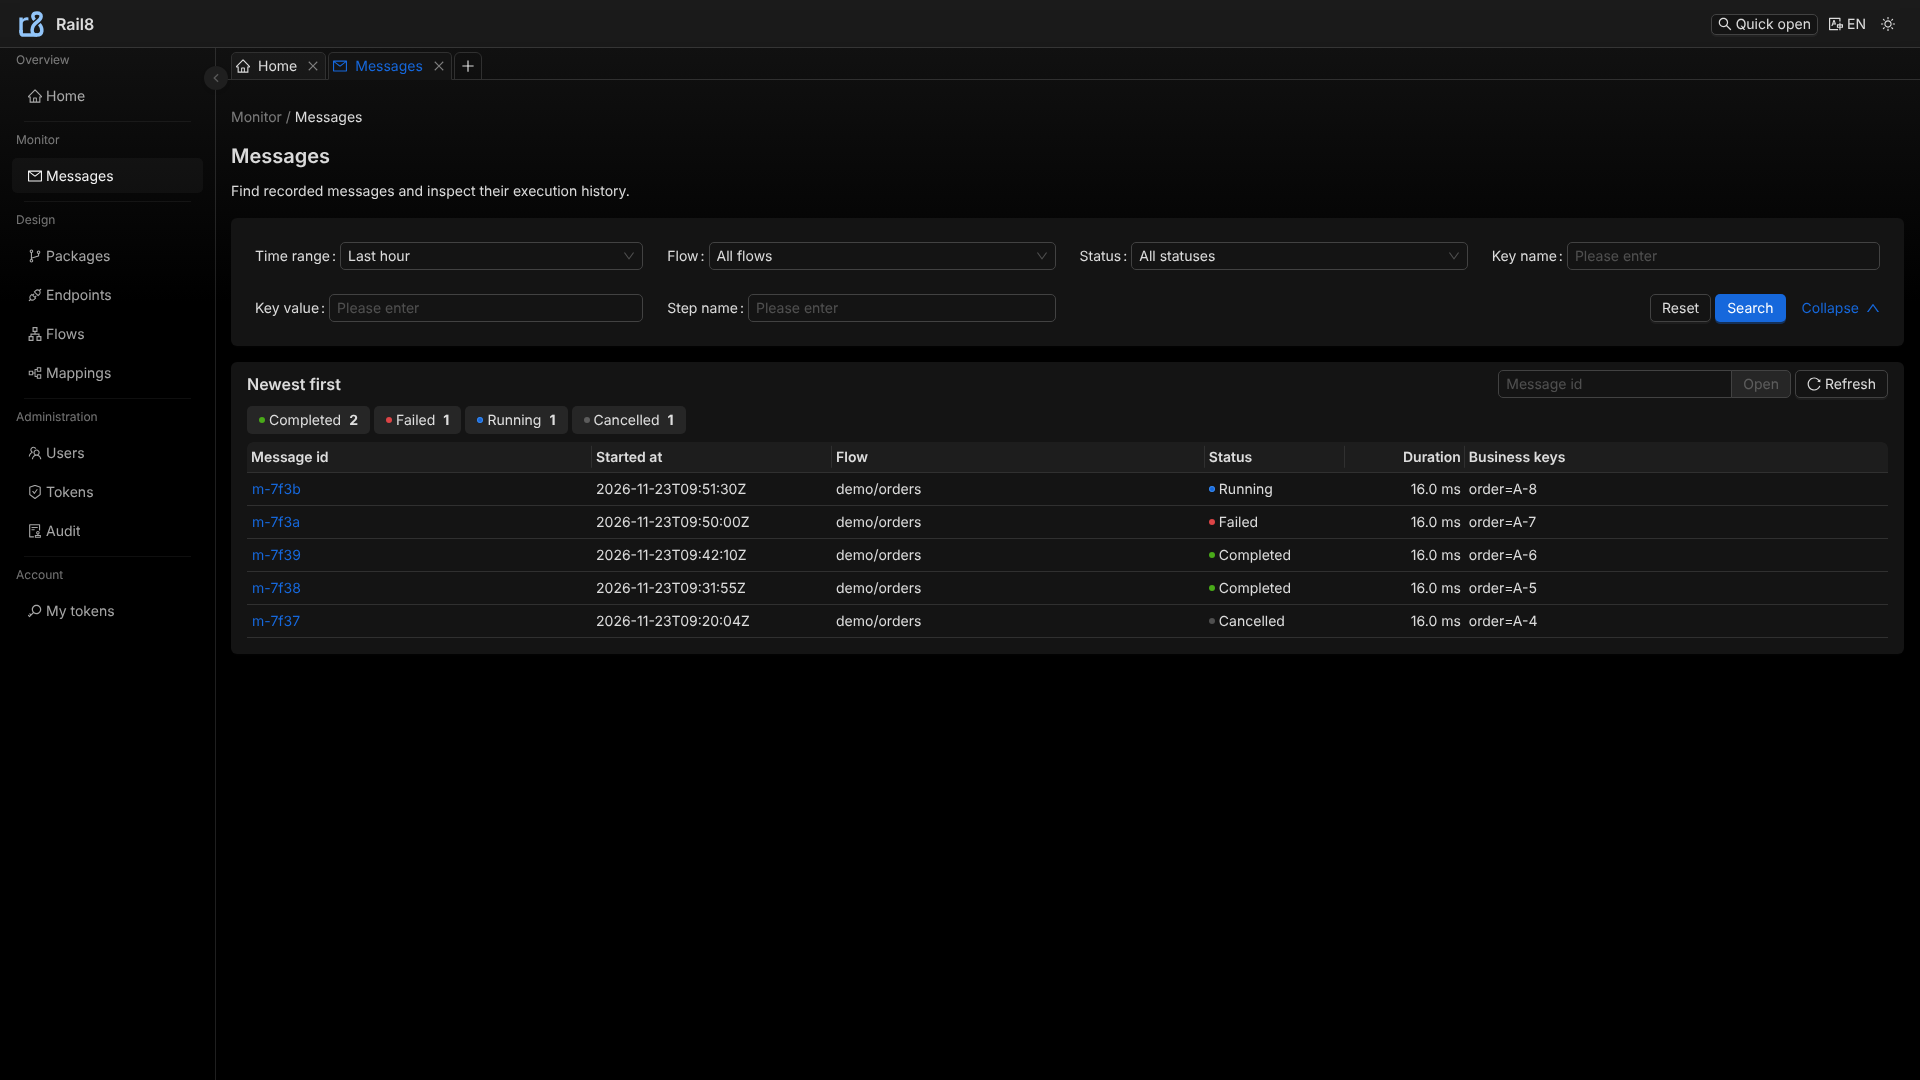 Rail8
Quick open
EN
Overview
Home
Monitor
Messages
Design
Packages
Endpoints
Flows
Mappings
Administration
Users
Tokens
Audit
Account
My tokens
Home
Messages
Monitor / Messages
Messages
Find recorded messages and inspect their execution history.
Time range: Last hour
Flow: All flows
Status: All statuses
Key name: Please enter
Key value: Please enter
Step name: Please enter
Reset
Search
Collapse
Newest first
Message id
Open
Refresh
Completed 2
Failed 1
Running 1
Cancelled 1
Message id Started at Flow Status Duration Business keys
m-7f3b 2026-11-23T09:51:30Z demo/orders Running 16.0 ms order=A-8
m-7f3a 2026-11-23T09:50:00Z demo/orders Failed 16.0 ms order=A-7
m-7f39 2026-11-23T09:42:10Z demo/orders Completed 16.0 ms order=A-6
m-7f38 2026-11-23T09:31:55Z demo/orders Completed 16.0 ms order=A-5
m-7f37 2026-11-23T09:20:04Z demo/orders Cancelled 16.0 ms order=A-4